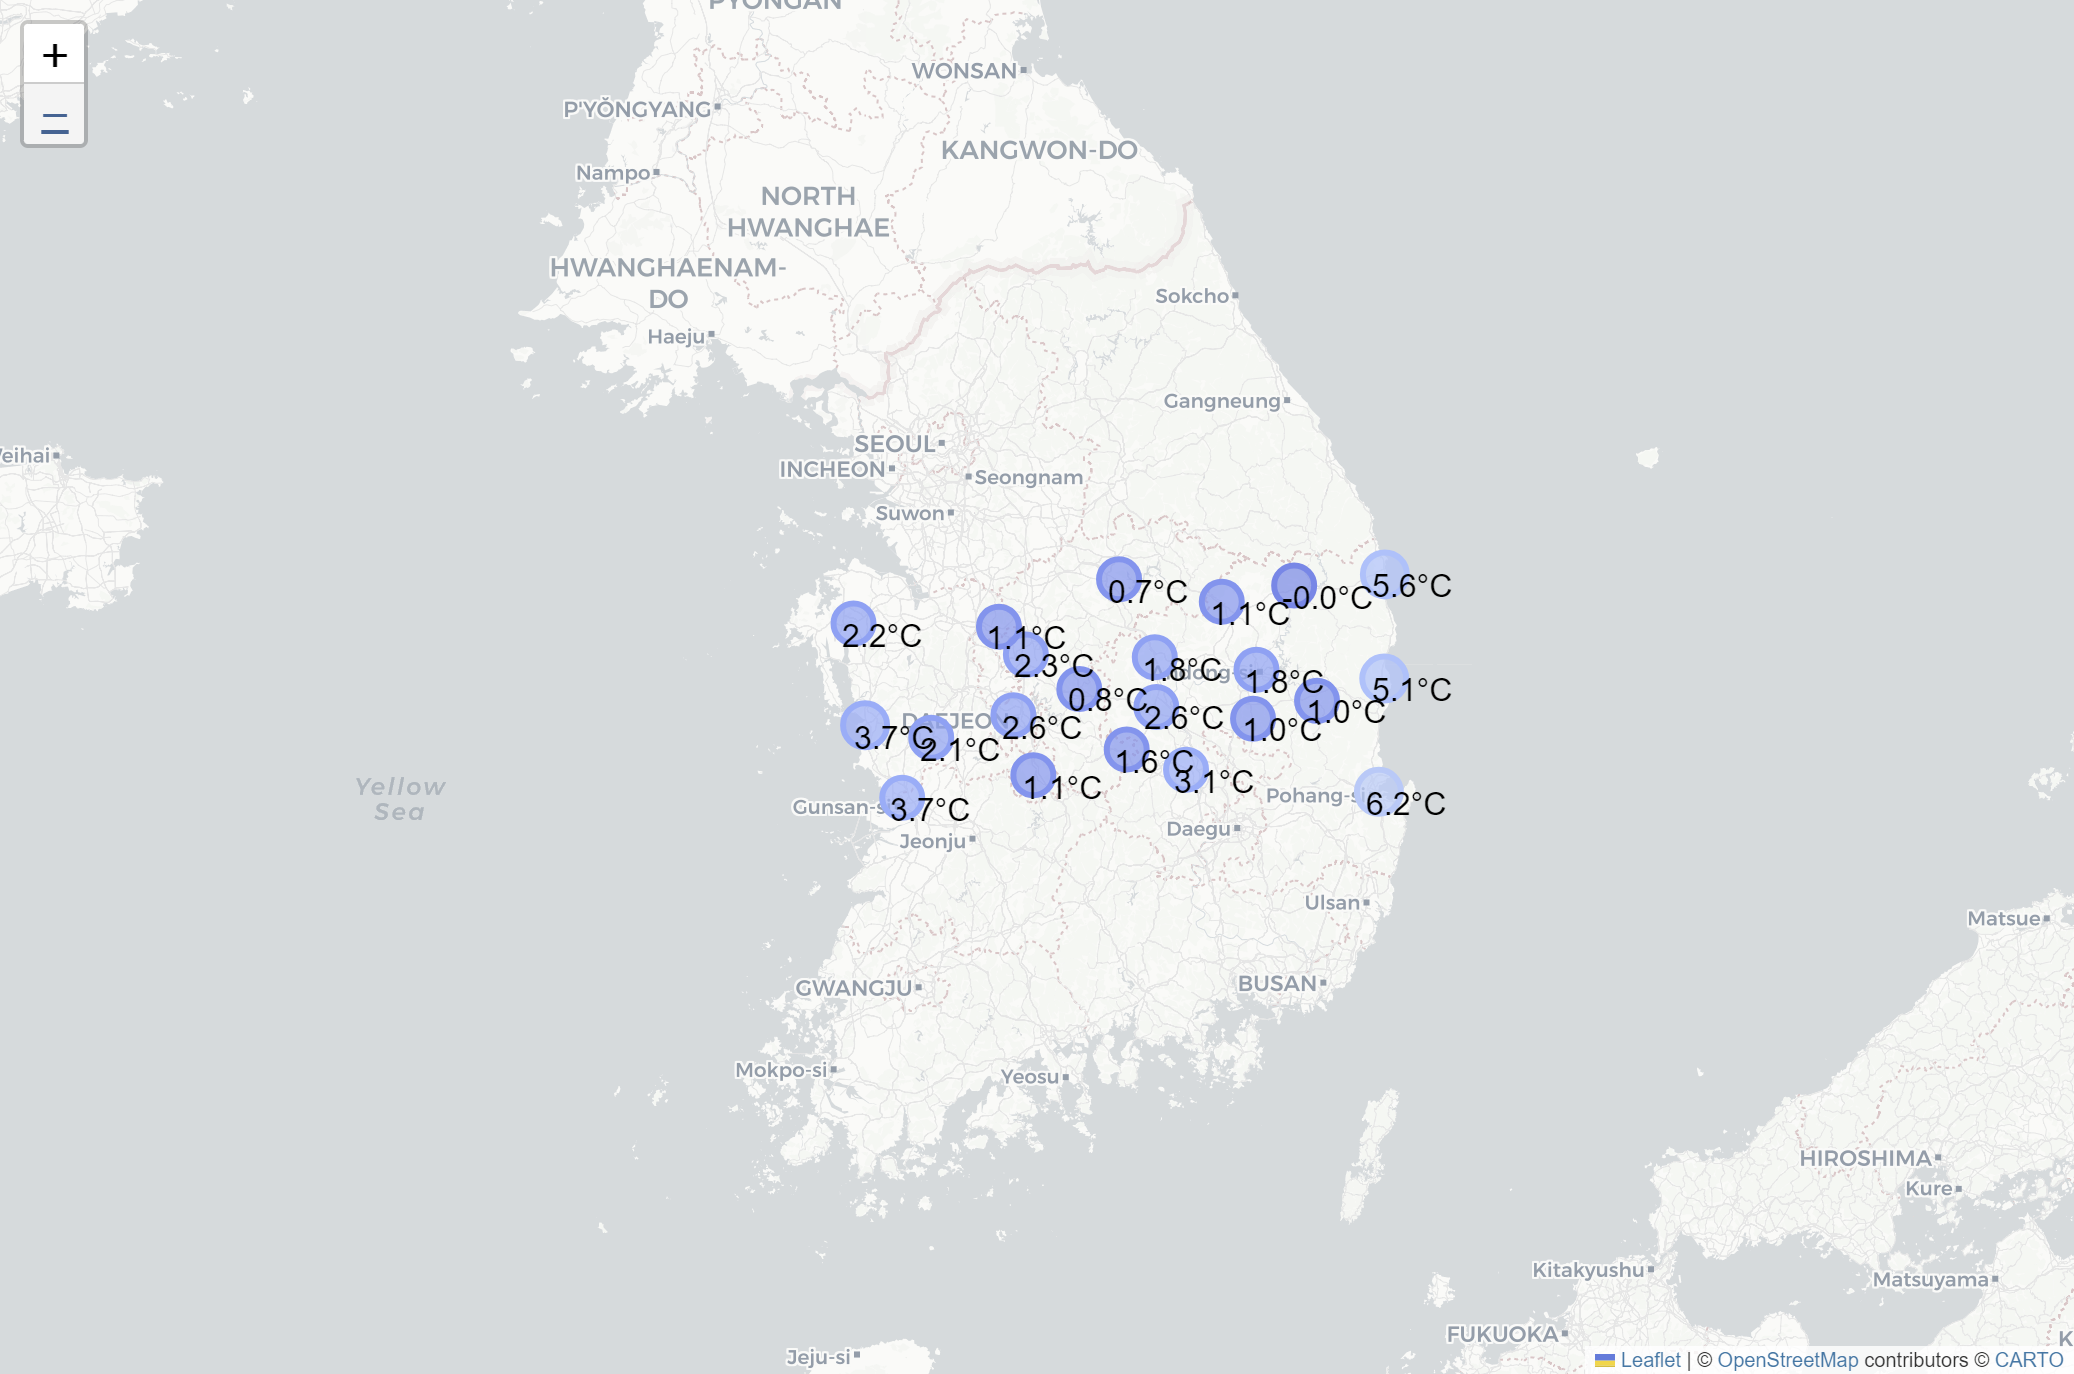 PYONGAN
+
−
WONSAN
P'YŎNGYANG
KANGWON-DO
Nampo
NORTH
HWANGHAE
HWANGHAENAM-
DO
Sokcho
Haeju
Gangneung
SEOUL
INCHEON
Seongnam
Suwon
0.7°C
5.6°C
-0.0°C
1.1°C
2.2°C
1.1°C
2.3°C
1.8°C
1.8°C
5.1°C
0.8°C
1.0°C
2.6°C
2.6°C
1.0°C
3.7°C
2.1°C
1.6°C
3.1°C
1.1°C
Yellow
Sea
Pohang-si
6.2°C
3.7°C
Daegu
Jeonju
Ulsan
Matsue
BUSAN
GWANGJU
Mokpo-si
Yeosu
HIROSHIMA
Kure
Kitakyushu
Matsuyama
FUKUOKA
Jeju-si
Leaflet | © OpenStreetMap contributors © CARTO